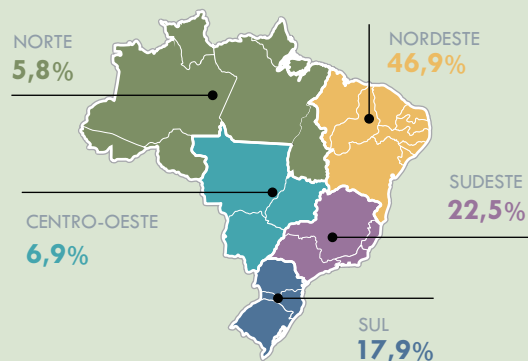 NORTE
5,8%
NORDESTE
46,9%
SUDESTE
22,5%
CENTRO-OESTE
6,9%
SUL
17,9%